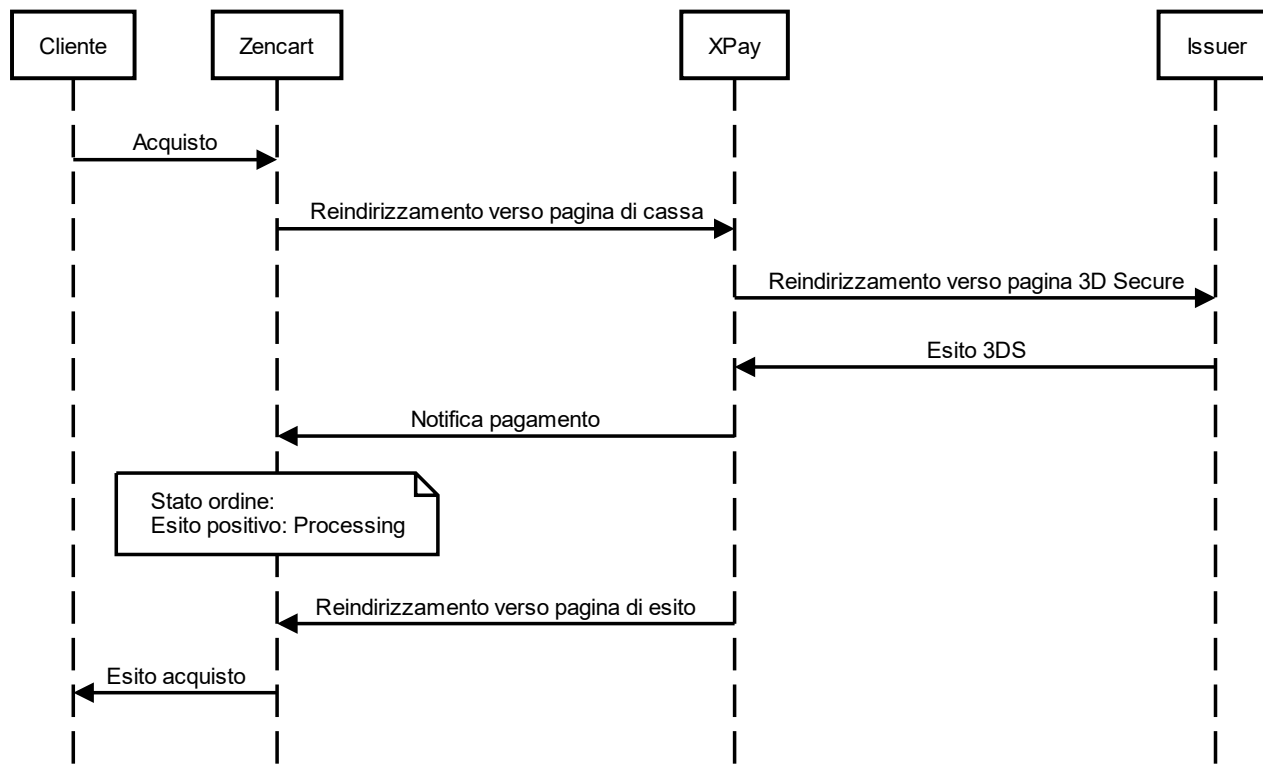 Cliente
Zencart
XPay
Issuer
Acquisto
Reindirizzamento verso pagina di cassa
Reindirizzamento verso pagina 3D Secure
Esito 3DS
Notifica pagamento
Stato ordine:
Esito positivo: Processing
Reindirizzamento verso pagina di esito
Esito acquisto